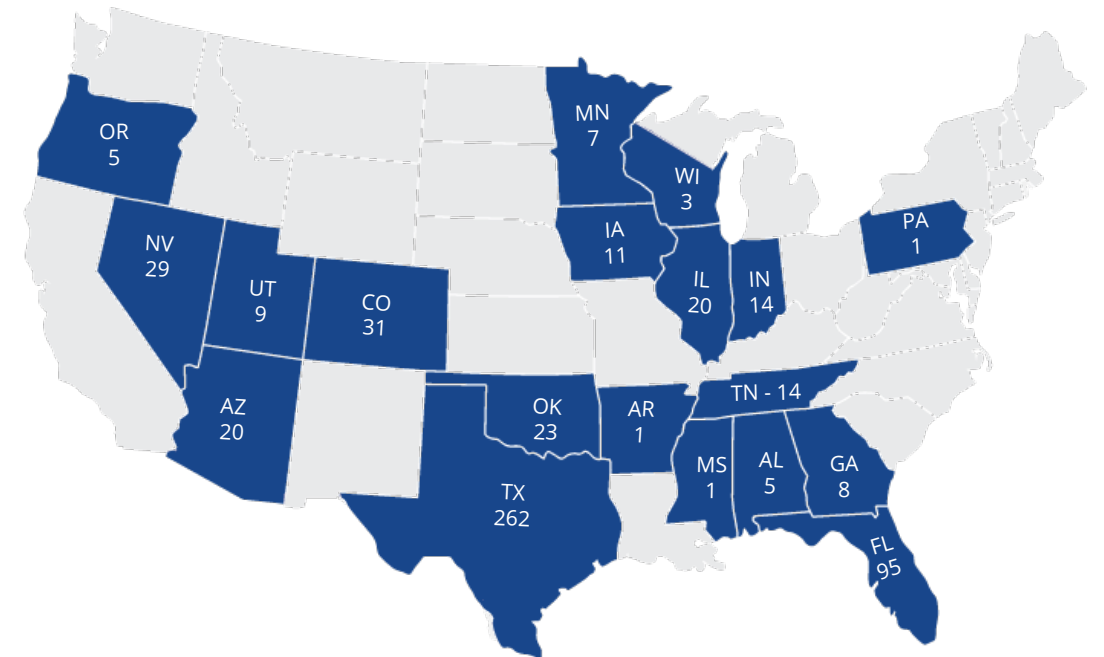 MN
7
OR
5
WI
3
PA
1
IA
11
NV
29
IL
20
IN
14
UT
9
CO
31
TN - 14
AZ
20
OK
23
AR
1
MS
1
AL
5
GA
8
TX
262
FL
95